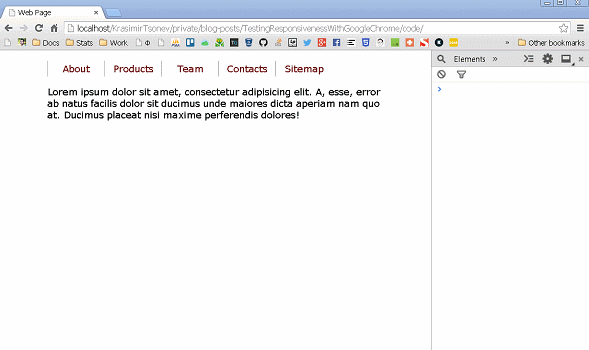 Web Page
localhost/KrasimirTsonev/private/blog-posts/TestingResponsivenessWithGoogleChrome/code/
Docs Stats Work Φ » Other bookmarks
Elements »
About Products Team Contacts Sitemap
Lorem ipsum dolor sit amet, consectetur adipisicing elit. A, esse, error
ab natus facilis dolor sit ducimus unde maiores dicta aperiam nam quo
at. Ducimus placeat nisi maxime perferendis dolores!